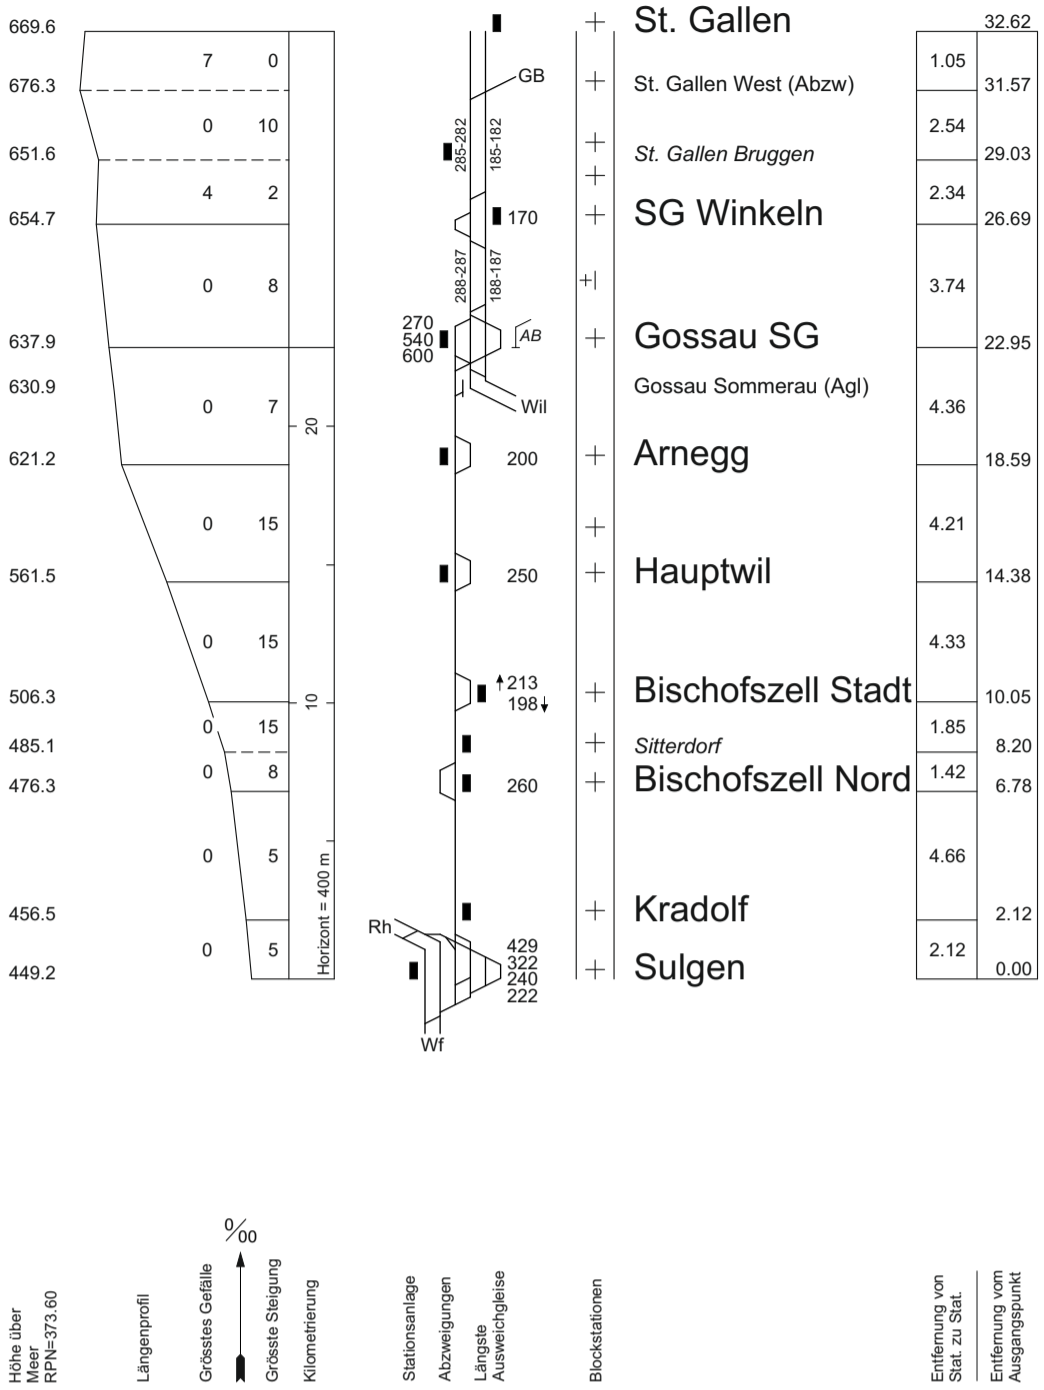 669.6 St. Gallen 32.62
7 0 1.05
GB
676.3 St. Gallen West (Abzw) 31.57
0 10 285-282 185-182 2.54
651.6 St. Gallen Bruggen 29.03
4 2 2.34
654.7 170 SG Winkeln 26.69
0 8 288-287 188-187 3.74
270
637.9 540 AB Gossau SG 22.95
600
630.9 Gossau Sommerau (Agl)
0 7 Wil 4.36
20
621.2 200 Arnegg 18.59
0 15 4.21
561.5 250 Hauptwil 14.38
0 15 4.33
213
506.3 10 198 Bischofszell Stadt 10.05
0 15 1.85
485.1 Sitterdorf 8.20
0 8 1.42
476.3 260 Bischofszell Nord 6.78
0 5 4.66
Horizont = 400 m
456.5 Kradolf 2.12
Rh
0 5 429 2.12
322
449.2 240 Sulgen 0.00
222
Wf
0/00
Höhe über
Meer
RPN=373.60
Längenprofil
Grösstes Gefälle
Grösste Steigung
Kilometrierung
Stationsanlage
Abzweigungen
Längste
Ausweichgleise
Blockstationen
Entfernung von
Stat. zu Stat.
Entfernung vom
Ausgangspunkt